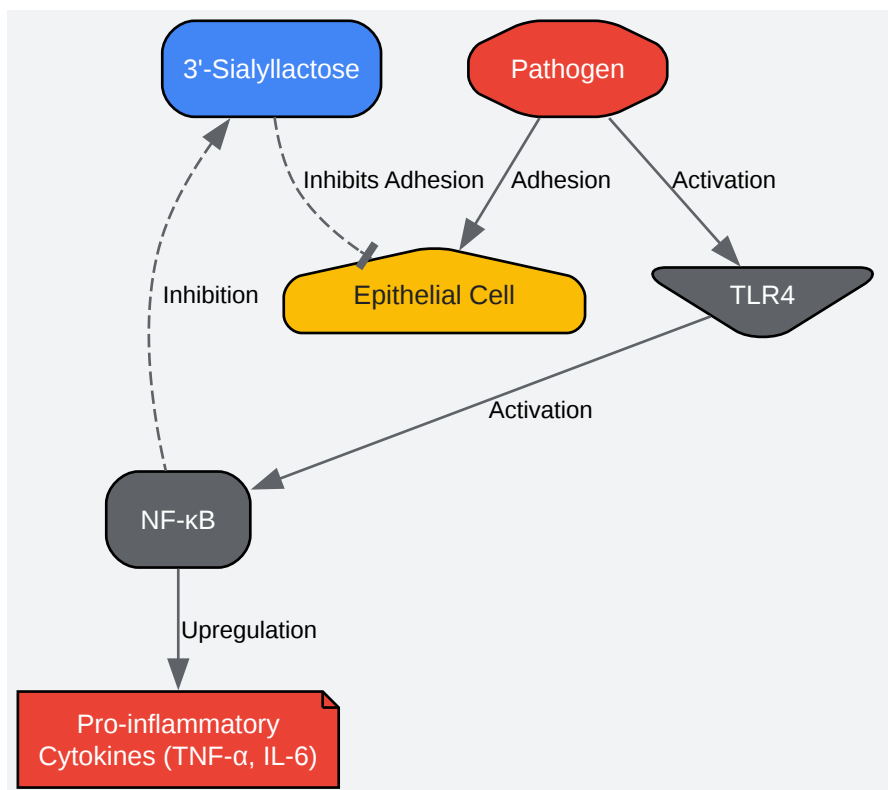 3'-Sialyllactose
Pathogen
Inhibits Adhesion
Adhesion
Activation
Inhibition
Epithelial Cell
TLR4
Activation
NF-κB
Upregulation
Pro-inflammatory
Cytokines (TNF-α, IL-6)